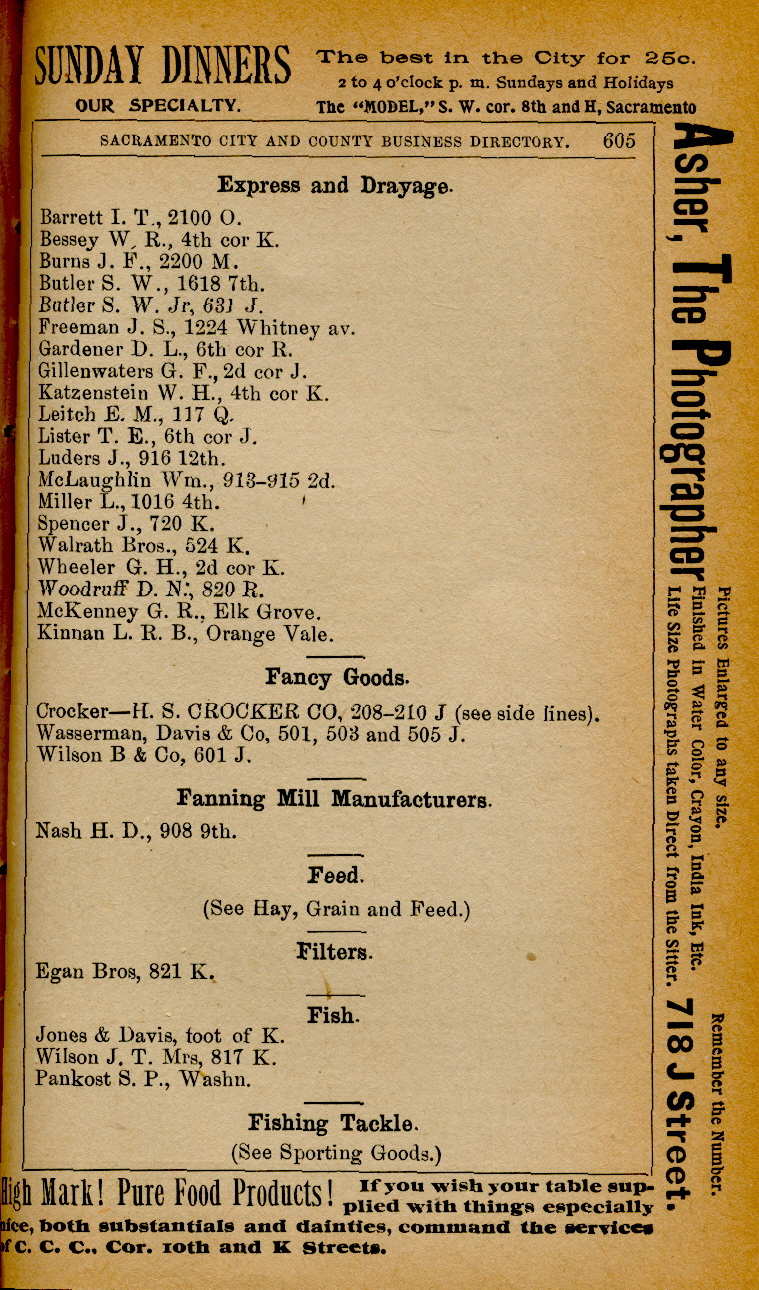 SUNDAY DINNERS
OUR SPECIALTY.
The best in the City for 25c.
2 to 4 o'clock p. m. Sundays and Holidays
The “MODEL,” S. W. cor. 8th and H, Sacramento
SACRAMENTO CITY AND COUNTY BUSINESS DIRECTORY. 605
Express and Drayage.
Barrett I. T., 2100 O.
Bessey W. R., 4th cor K.
Burns J. F., 2200 M.
Butler S. W., 1618 7th.
Butler S. W. Jr, 631 J.
Freeman J. S., 1224 Whitney av.
Gardener D. L., 6th cor R.
Gillenwaters G. F., 2d cor J.
Katzenstein W. H., 4th cor K.
Leitch E. M., 117 Q.
Lister T. E., 6th cor J.
Luders J., 916 12th.
McLaughlin Wm., 913–915 2d.
Miller L., 1016 4th.
Spencer J., 720 K.
Walrath Bros., 524 K.
Wheeler G. H., 2d cor K.
Woodruff D. N., 820 R.
McKenney G. R., Elk Grove.
Kinnan L. R. B., Orange Vale.
Fancy Goods.
Crocker—H. S. CROCKER CO, 208–210 J (see side lines).
Wasserman, Davis & Co, 501, 503 and 505 J.
Wilson B & Co, 601 J.
Fanning Mill Manufacturers.
Nash H. D., 908 9th.
Feed.
(See Hay, Grain and Feed.)
Filters.
Egan Bros, 821 K.
Fish.
Jones & Davis, foot of K.
Wilson J. T. Mrs, 817 K.
Pankost S. P., Washn.
Fishing Tackle.
(See Sporting Goods.)
Asher, The Photographer
Pictures Enlarged to any size.
Finished in Water Color, Crayon, India Ink, Etc.
Life Size Photographs taken Direct from the Sitter.
Remember the Number.
718 J Street.
High Mark! Pure Food Products!
If you wish your table sup-
plied with things especially
nice, both substantials and dainties, command the services
of C. C. C., Cor. 10th and K Streets.